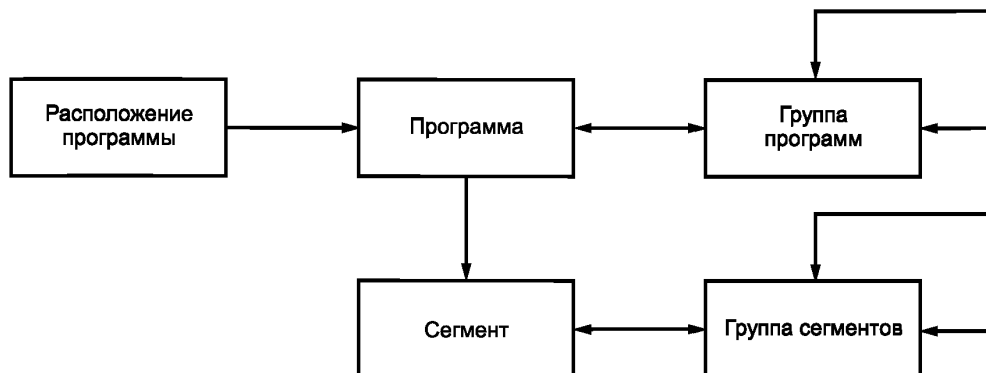 Расположение
программы
Программа
Группа
программ
Сегмент
Группа сегментов